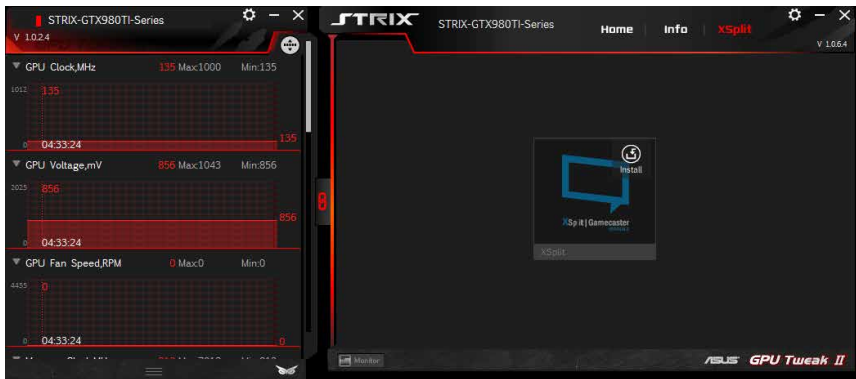 STRIX-GTX980TI-Series
V 1.0.2.4
GPU Clock,MHz 135 Max:1000 Min:135
1012 135
135
0 04:33:24
GPU Voltage,mV 856 Max:1043 Min:856
2025 856
856
0 04:33:24
GPU Fan Speed,RPM 0 Max:0 Min:0
4455 0
0 04:33:24 0
STRIX STRIX-GTX980TI-Series Home Info XSplit
V 1.0.6.4
Install
XSplit | Gamecaster
XSplit
Monitor
ASUS GPU Tweak II